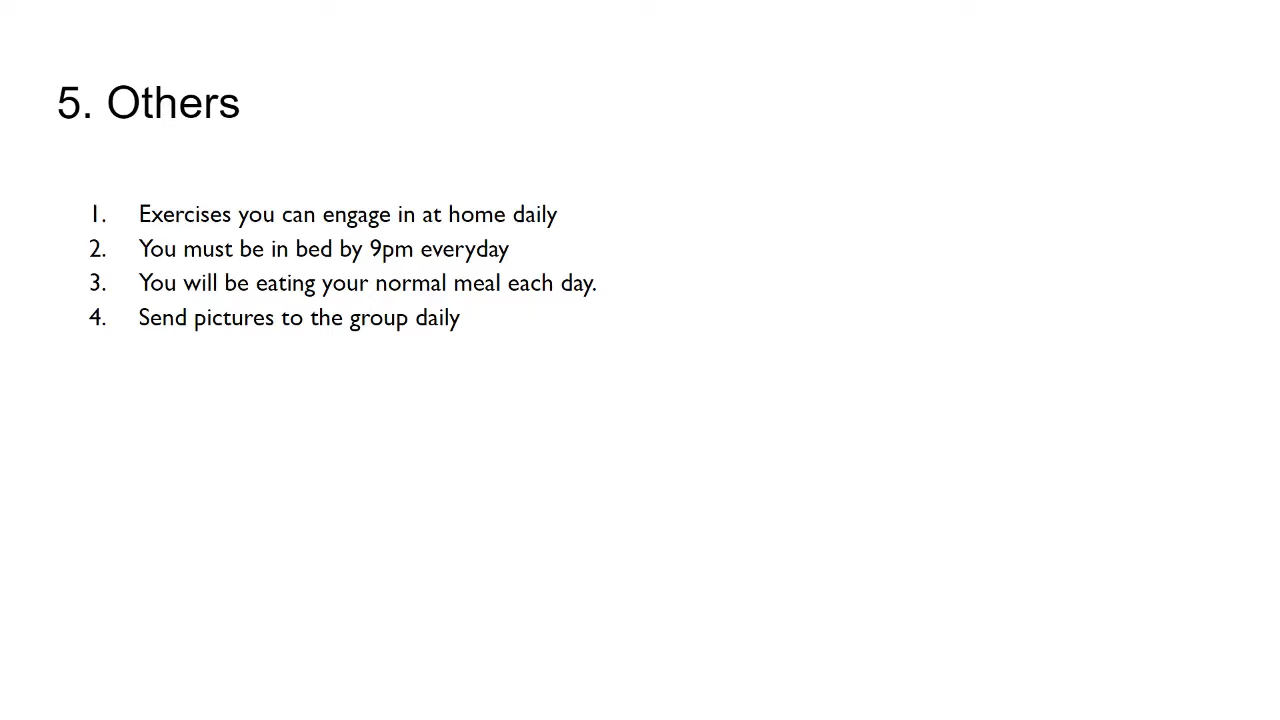 5. Others
1. Exercises you can engage in at home daily
2. You must be in bed by 9pm everyday
3. You will be eating your normal meal each day.
4. Send pictures to the group daily